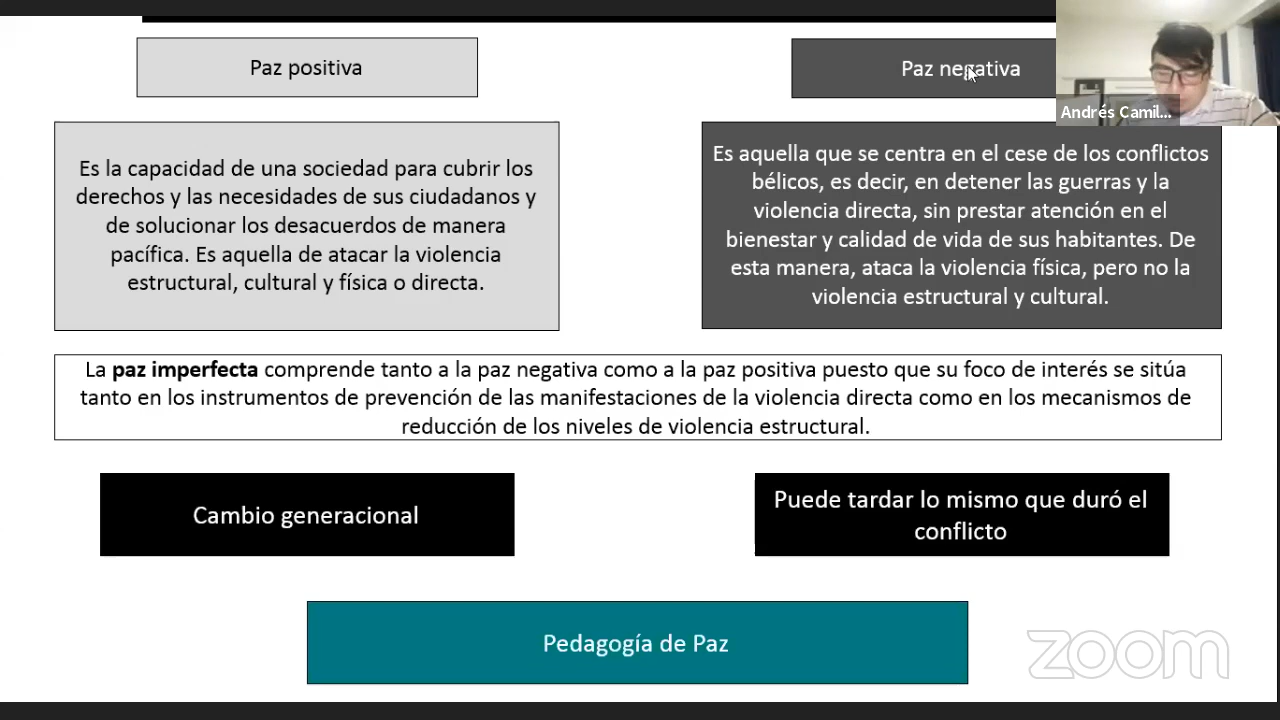 Paz positiva
Paz negativa
Andrés Camil...
Es la capacidad de una sociedad para cubrir los
derechos y las necesidades de sus ciudadanos y
de solucionar los desacuerdos de manera
pacífica. Es aquella de atacar la violencia
estructural, cultural y física o directa.
Es aquella que se centra en el cese de los conflictos
bélicos, es decir, en detener las guerras y la
violencia directa, sin prestar atención en el
bienestar y calidad de vida de sus habitantes. De
esta manera, ataca la violencia física, pero no la
violencia estructural y cultural.
La paz imperfecta comprende tanto a la paz negativa como a la paz positiva puesto que su foco de interés se sitúa
tanto en los instrumentos de prevención de las manifestaciones de la violencia directa como en los mecanismos de
reducción de los niveles de violencia estructural.
Cambio generacional
Puede tardar lo mismo que duró el
conflicto
Pedagogía de Paz
zoom